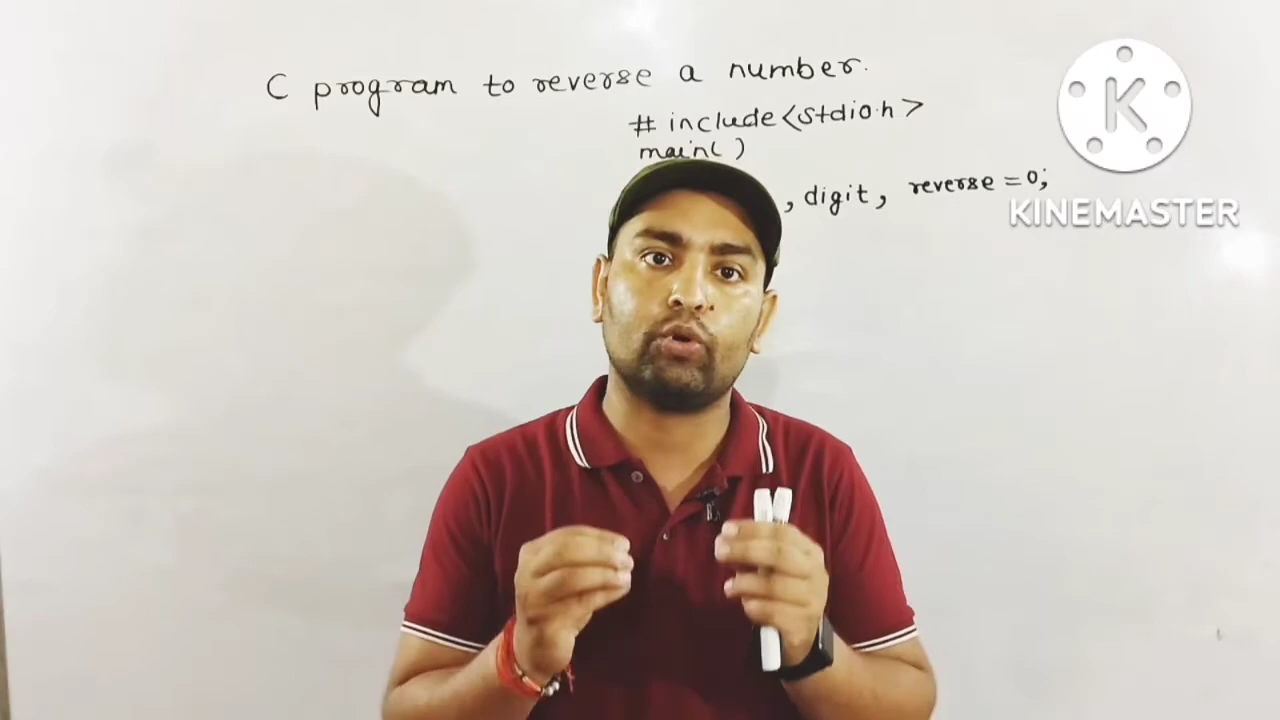 C program to reverse a number.
# include<stdio.h>
main( )
, digit, reverse = 0;
K
KINEMASTER